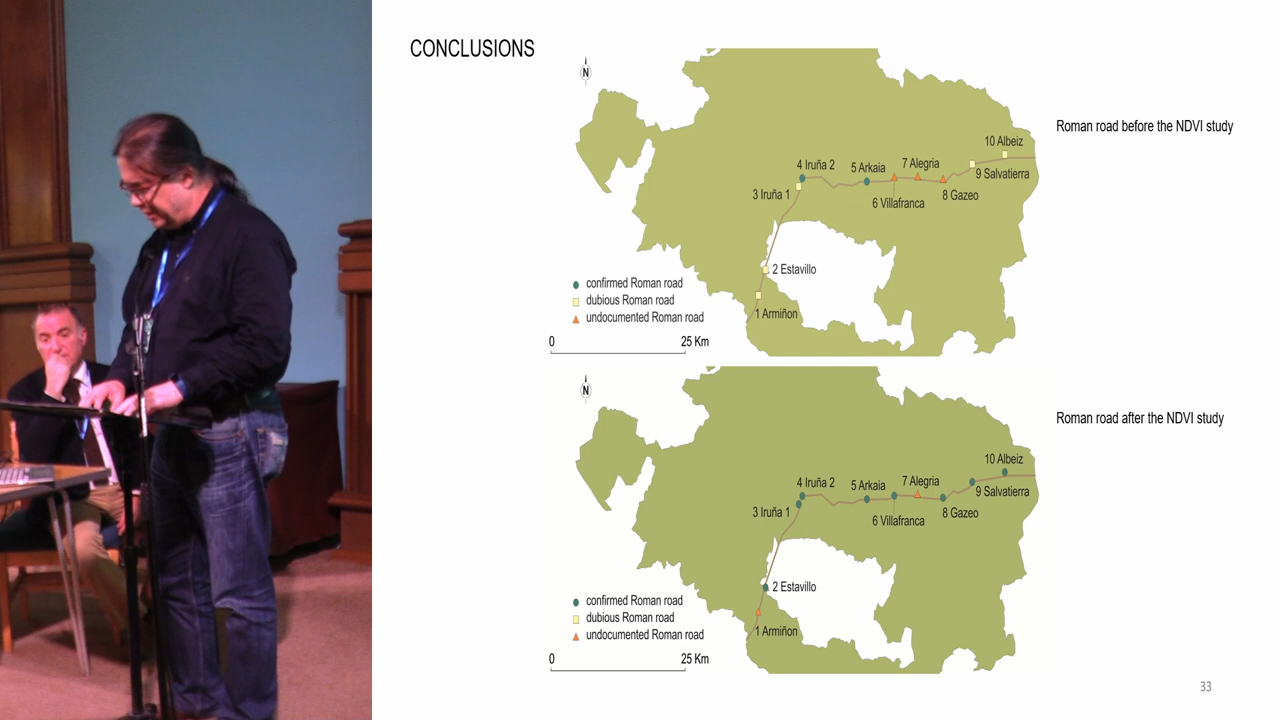 CONCLUSIONS
N
Roman road before the NDVI study
10 Albeiz
4 Iruña 2
5 Arkaia
7 Alegria
9 Salvatierra
3 Iruña 1
6 Villafranca
8 Gazeo
2 Estavillo
confirmed Roman road
dubious Roman road
undocumented Roman road
1 Armiñon
0 25 Km
N
Roman road after the NDVI study
10 Albeiz
4 Iruña 2
5 Arkaia
7 Alegria
9 Salvatierra
3 Iruña 1
6 Villafranca
8 Gazeo
2 Estavillo
confirmed Roman road
dubious Roman road
undocumented Roman road
1 Armiñon
0 25 Km
33